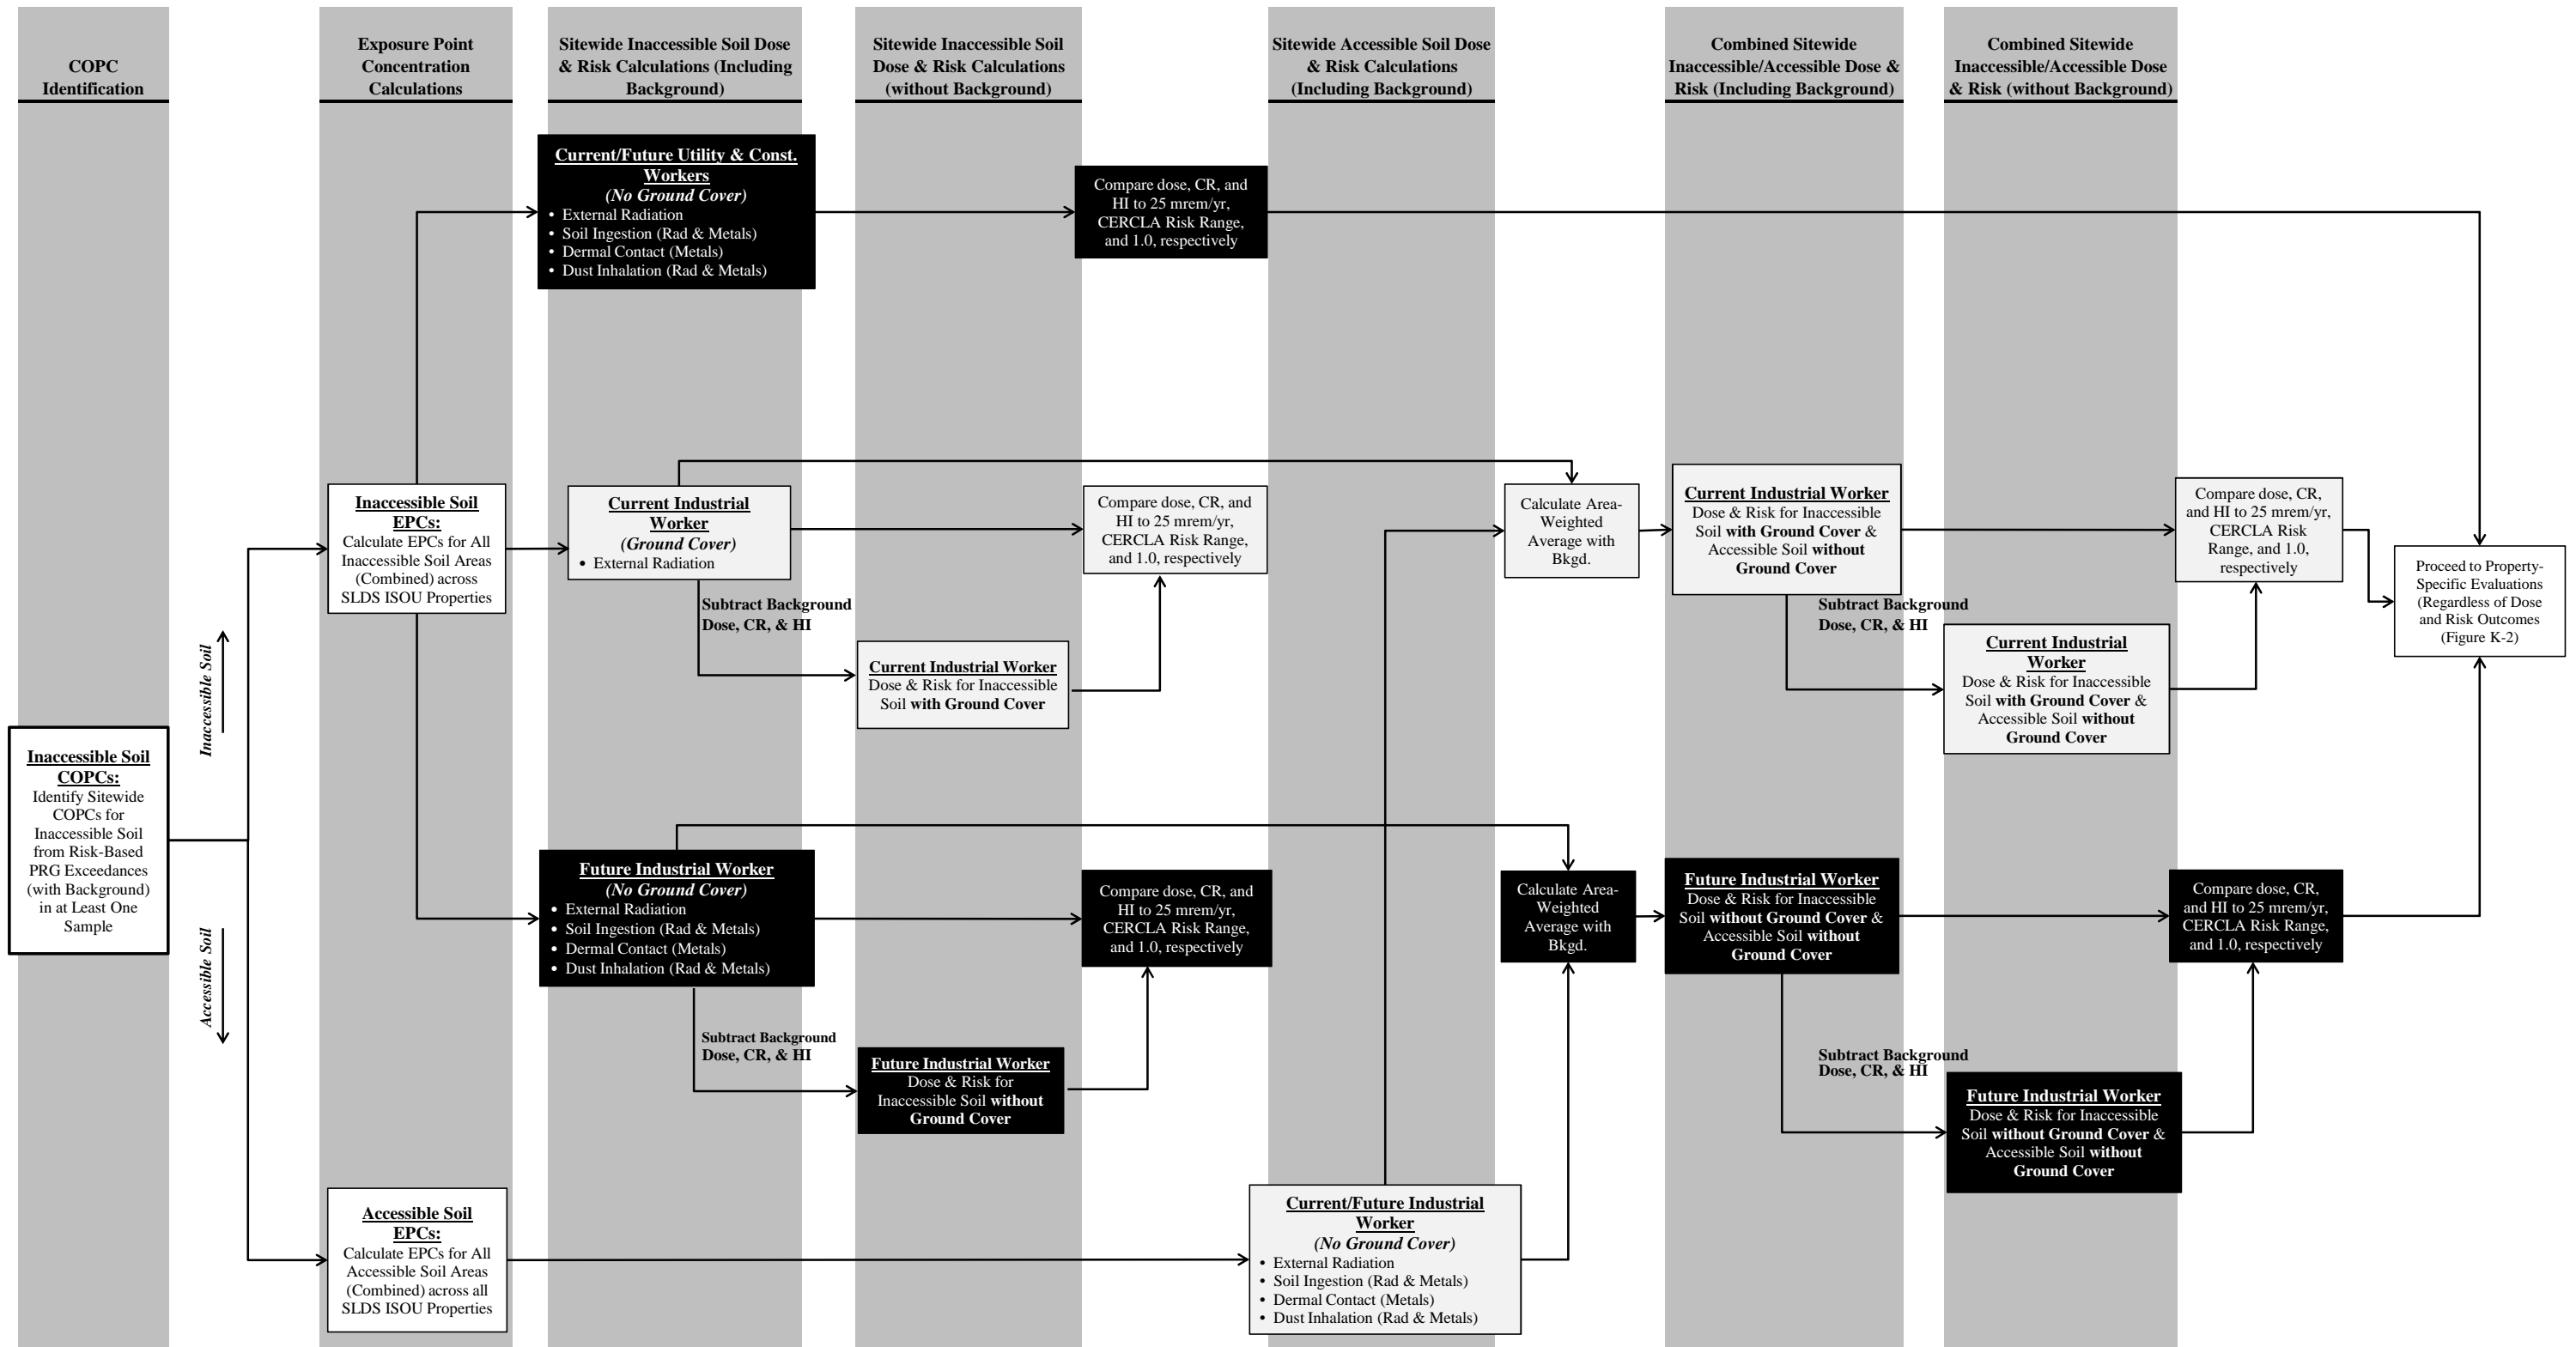 COPC
Identification
Exposure Point
Concentration
Calculations
Sitewide Inaccessible Soil Dose
& Risk Calculations (Including
Background)
Sitewide Inaccessible Soil
Dose & Risk Calculations
(without Background)
Sitewide Accessible Soil Dose
& Risk Calculations
(Including Background)
Combined Sitewide
Inaccessible/Accessible Dose &
Risk (Including Background)
Combined Sitewide
Inaccessible/Accessible Dose
& Risk (without Background)
Current/Future Utility & Const.
Workers
(No Ground Cover)
• External Radiation
• Soil Ingestion (Rad & Metals)
• Dermal Contact (Metals)
• Dust Inhalation (Rad & Metals)
Compare dose, CR, and
HI to 25 mrem/yr,
CERCLA Risk Range,
and 1.0, respectively
Inaccessible Soil
EPCs:
Calculate EPCs for All
Inaccessible Soil Areas
(Combined) across
SLDS ISOU Properties
Current Industrial
Worker
(Ground Cover)
• External Radiation
Compare dose, CR, and
HI to 25 mrem/yr,
CERCLA Risk Range,
and 1.0, respectively
Calculate Area-
Weighted
Average with
Bkgd.
Current Industrial Worker
Dose & Risk for Inaccessible
Soil with Ground Cover &
Accessible Soil without
Ground Cover
Compare dose, CR,
and HI to 25 mrem/yr,
CERCLA Risk
Range, and 1.0,
respectively
Proceed to Property-
Specific Evaluations
(Regardless of Dose
and Risk Outcomes
(Figure K-2)
Subtract Background
Dose, CR, & HI
Subtract Background
Dose, CR, & HI
Current Industrial Worker
Dose & Risk for Inaccessible
Soil with Ground Cover
Current Industrial
Worker
Dose & Risk for Inaccessible
Soil with Ground Cover &
Accessible Soil without
Ground Cover
Inaccessible Soil
Inaccessible Soil
COPCs:
Identify Sitewide
COPCs for
Inaccessible Soil
from Risk-Based
PRG Exceedances
(with Background)
in at Least One
Sample
Accessible Soil
Future Industrial Worker
(No Ground Cover)
• External Radiation
• Soil Ingestion (Rad & Metals)
• Dermal Contact (Metals)
• Dust Inhalation (Rad & Metals)
Compare dose, CR, and
HI to 25 mrem/yr,
CERCLA Risk Range,
and 1.0, respectively
Calculate Area-
Weighted
Average with
Bkgd.
Future Industrial Worker
Dose & Risk for Inaccessible
Soil without Ground Cover &
Accessible Soil without
Ground Cover
Compare dose, CR,
and HI to 25 mrem/yr,
CERCLA Risk Range,
and 1.0, respectively
Subtract Background
Dose, CR, & HI
Subtract Background
Dose, CR, & HI
Future Industrial Worker
Dose & Risk for
Inaccessible Soil without
Ground Cover
Future Industrial Worker
Dose & Risk for Inaccessible
Soil without Ground Cover &
Accessible Soil without
Ground Cover
Accessible Soil
EPCs:
Calculate EPCs for All
Accessible Soil Areas
(Combined) across all
SLDS ISOU Properties
Current/Future Industrial
Worker
(No Ground Cover)
• External Radiation
• Soil Ingestion (Rad & Metals)
• Dermal Contact (Metals)
• Dust Inhalation (Rad & Metals)